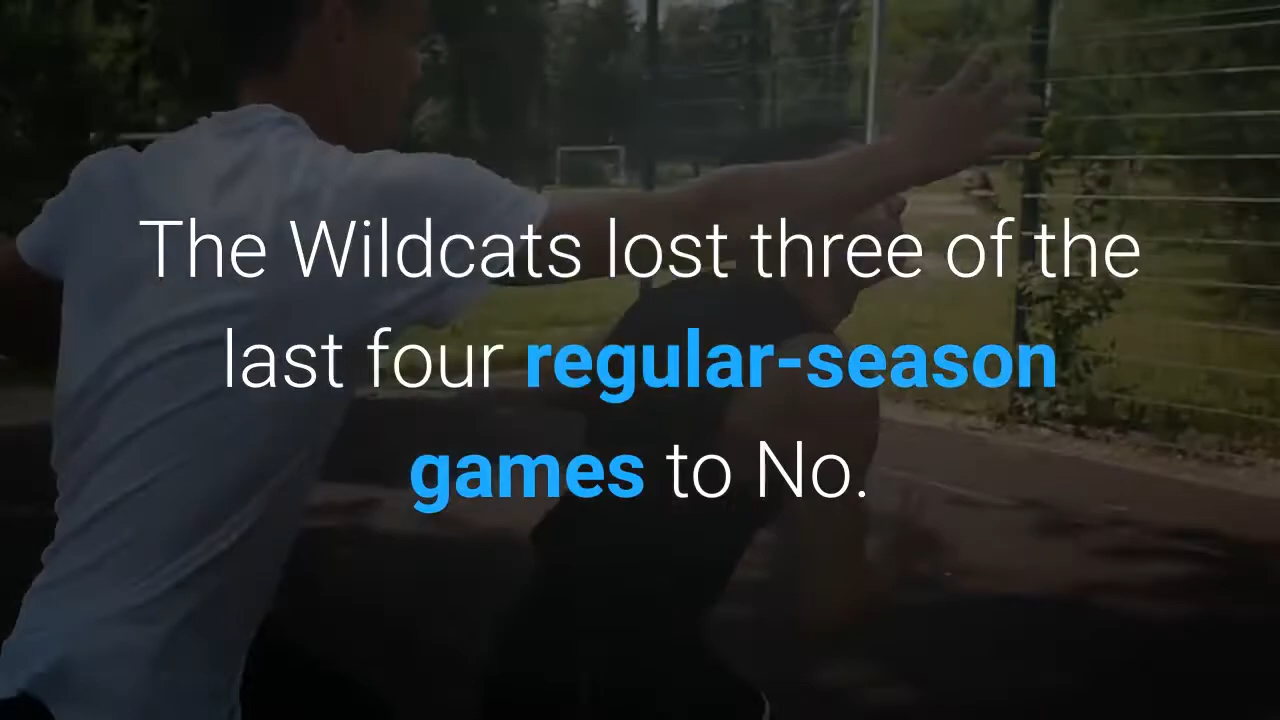 The Wildcats lost three of the
last four regular-season
games to No.